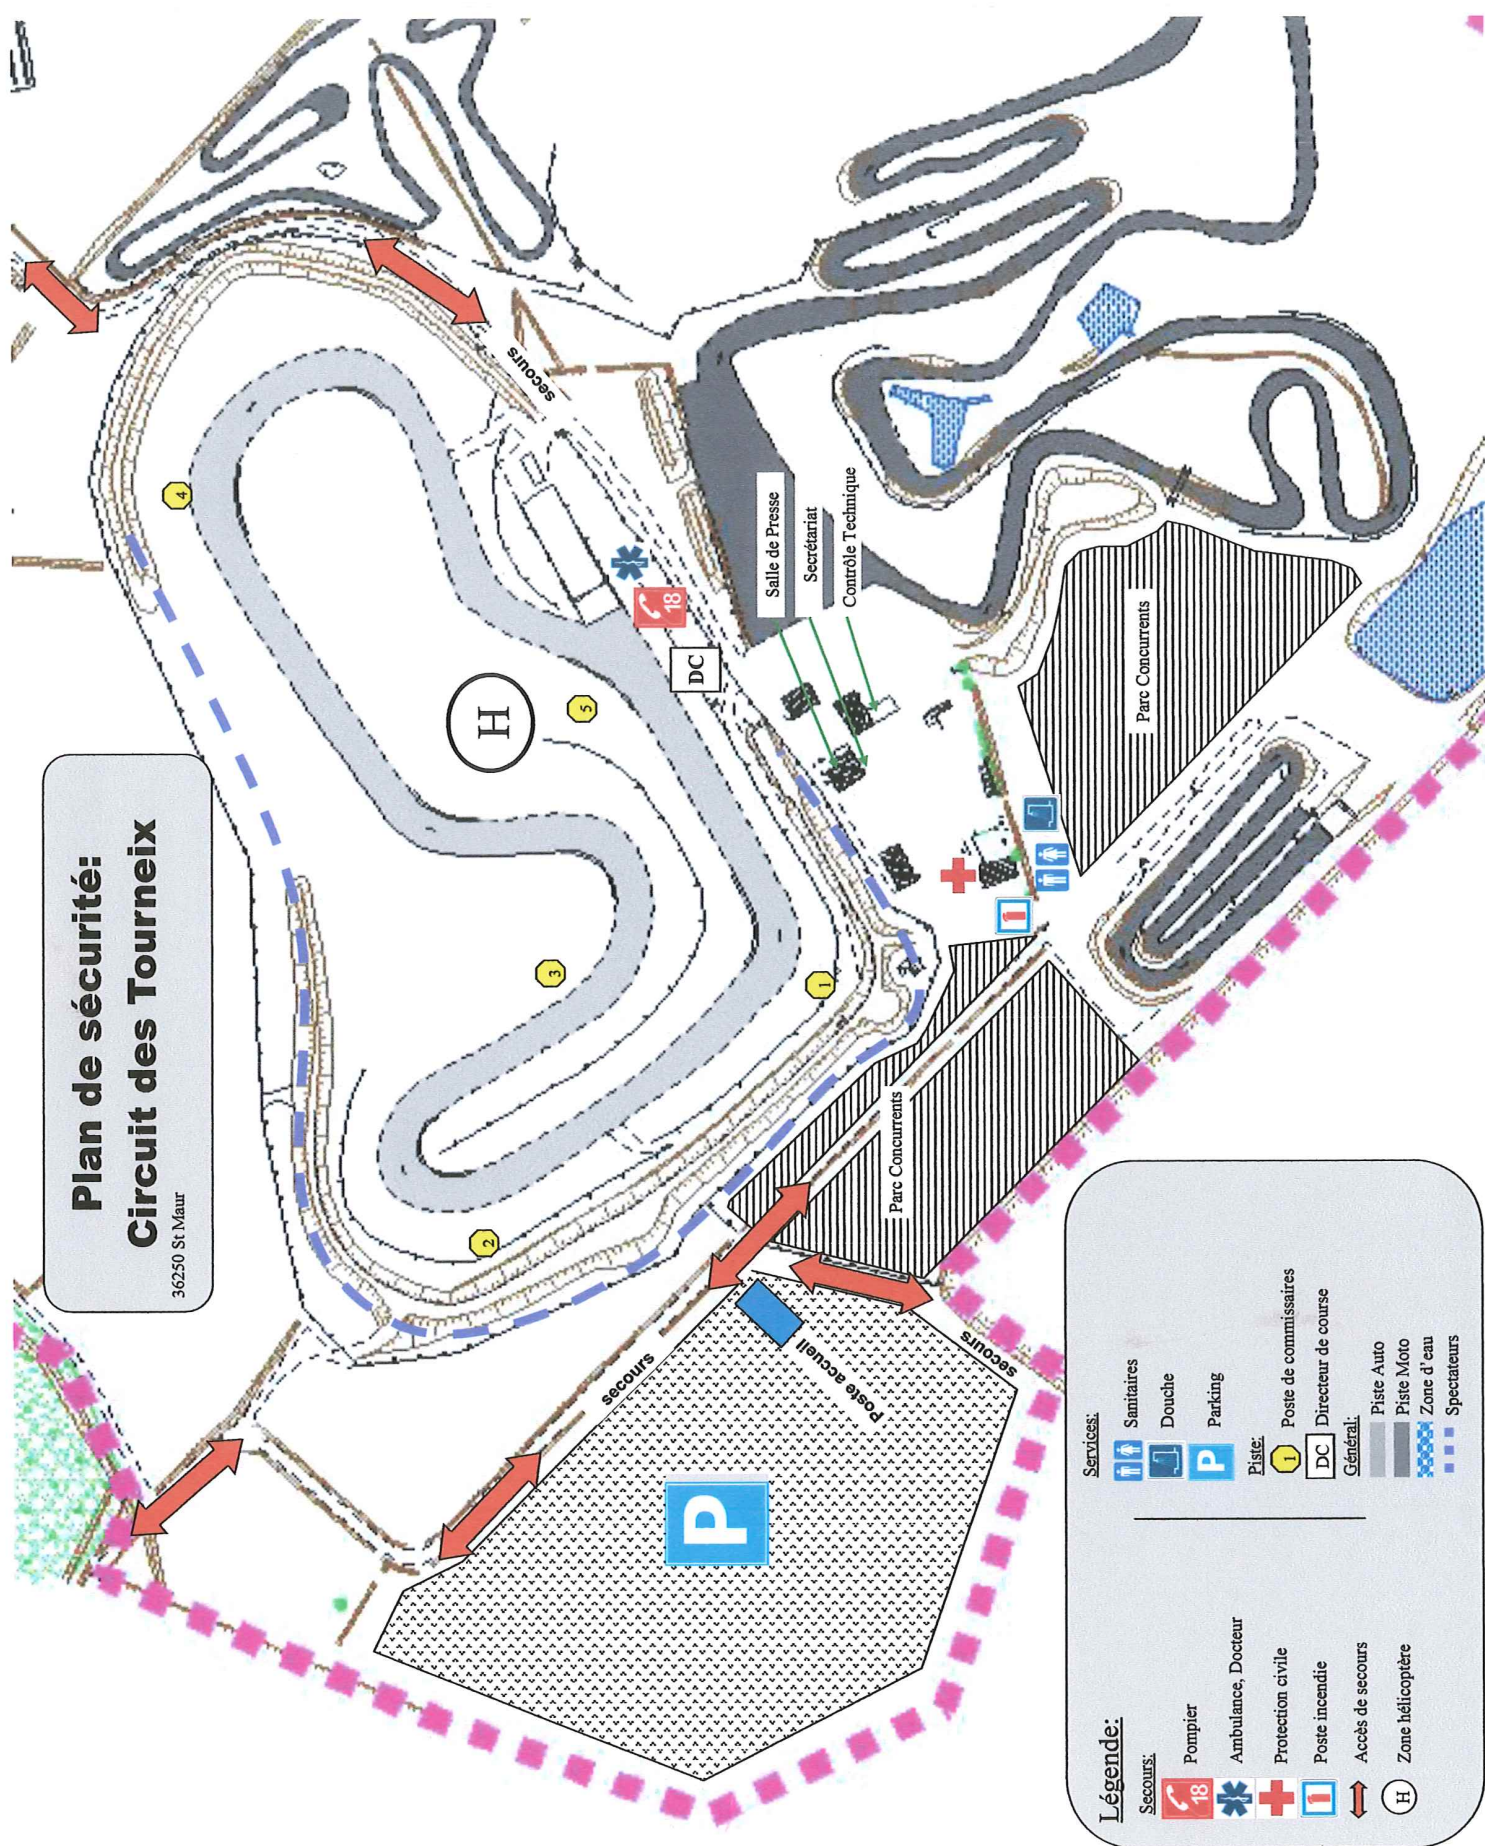 Plan de sécurité:
Circuit des Tourneix
36250 St Maur
4
secours
18
DC
H
5
3
1
2
Salle de Presse
Secrétariat
Contrôle Technique
Parc Concurrents
Parc Concurrents
secours
Poste accueil
secours
P
Légende:
Secours:
18
Pompier
Ambulance, Docteur
Protection civile
Poste incendie
Accès de secours
H
Zone hélicoptère
Services:
Sanitaires
Douche
P
Parking
Piste:
1
Poste de commissaires
DC
Directeur de course
Général:
Piste Auto
Piste Moto
Zone d'eau
Spectateurs